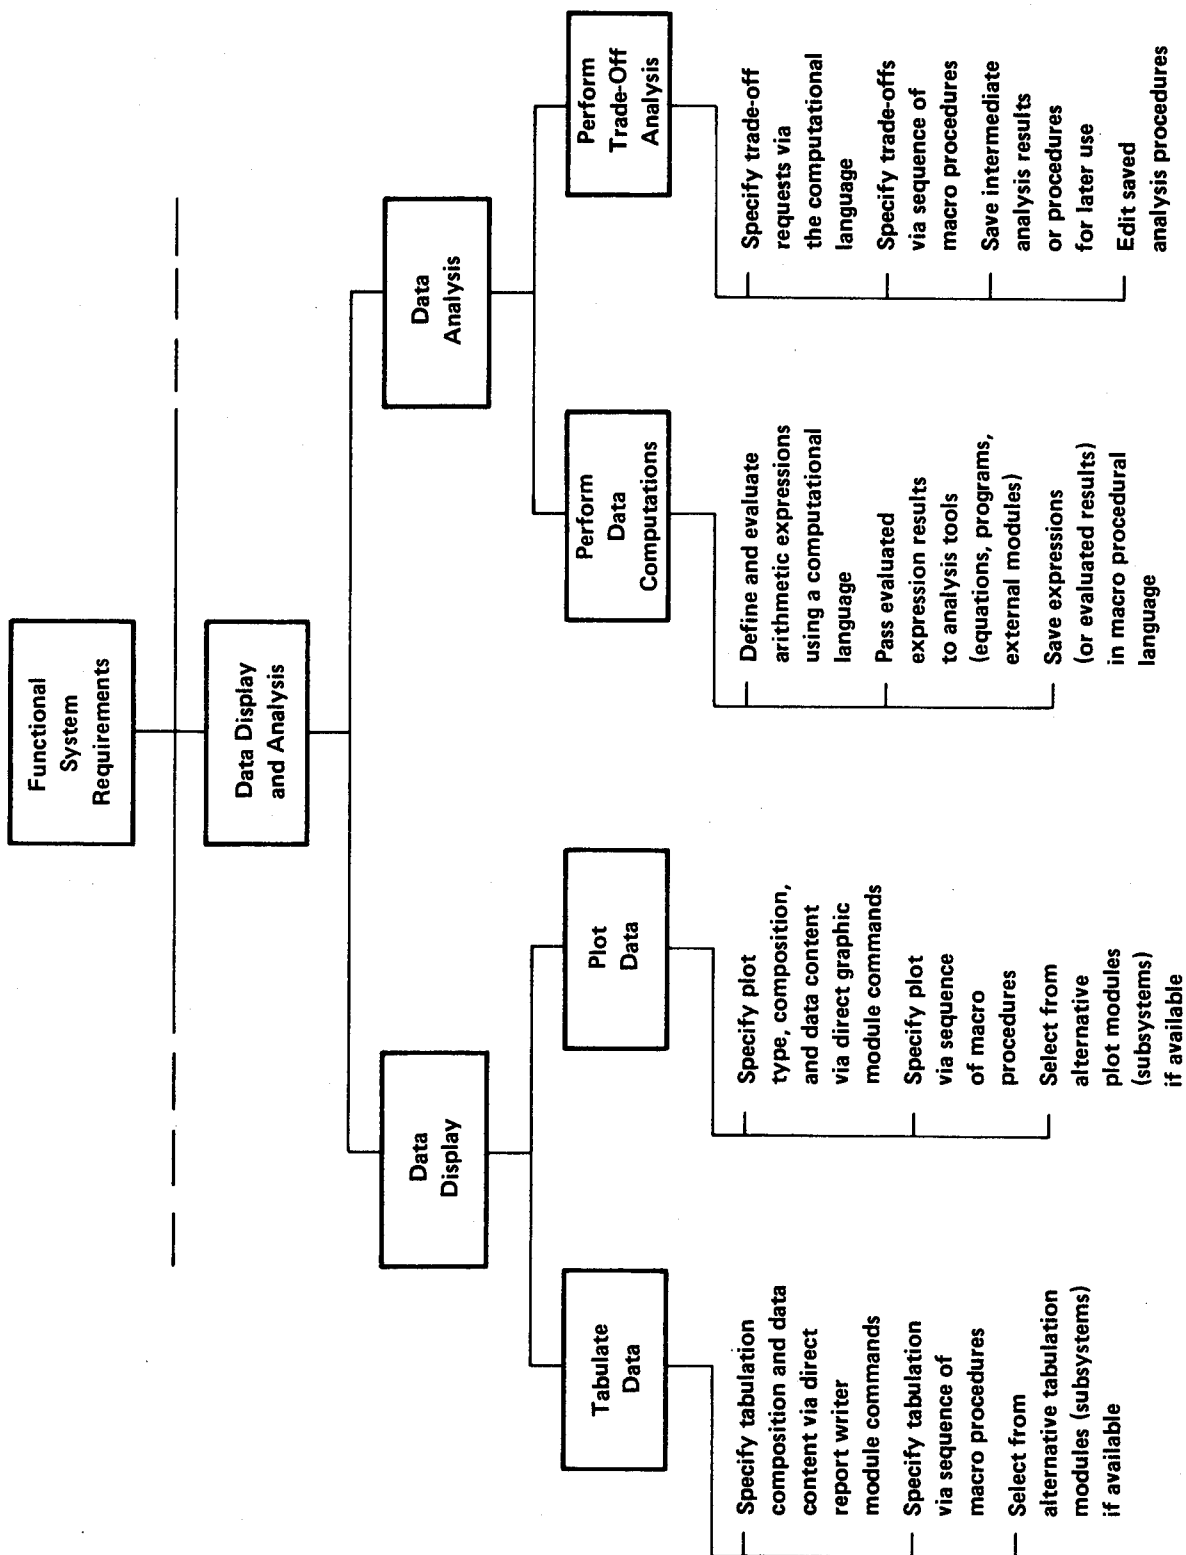 Functional
System
Requirements
Data Display
and Analysis
Data
Display
Data
Analysis
Tabulate
Data
Plot
Data
Perform
Data
Computations
Perform
Trade-Off
Analysis
Specify tabulation
composition and data
content via direct
report writer
module commands
Specify tabulation
via sequence of
macro procedures
Select from
alternative tabulation
modules (subsystems)
if available
Specify plot
type, composition,
and data content
via direct graphic
module commands
Specify plot
via sequence
of macro
procedures
Select from
alternative
plot modules
(subsystems)
if available
Define and evaluate
arithmetic expressions
using a computational
language
Pass evaluated
expression results
to analysis tools
(equations, programs,
external modules)
Save expressions
(or evaluated results)
in macro procedural
language
Specify trade-off
requests via
the computational
language
Specify trade-offs
via sequence of
macro procedures
Save intermediate
analysis results
or procedures
for later use
Edit saved
analysis procedures